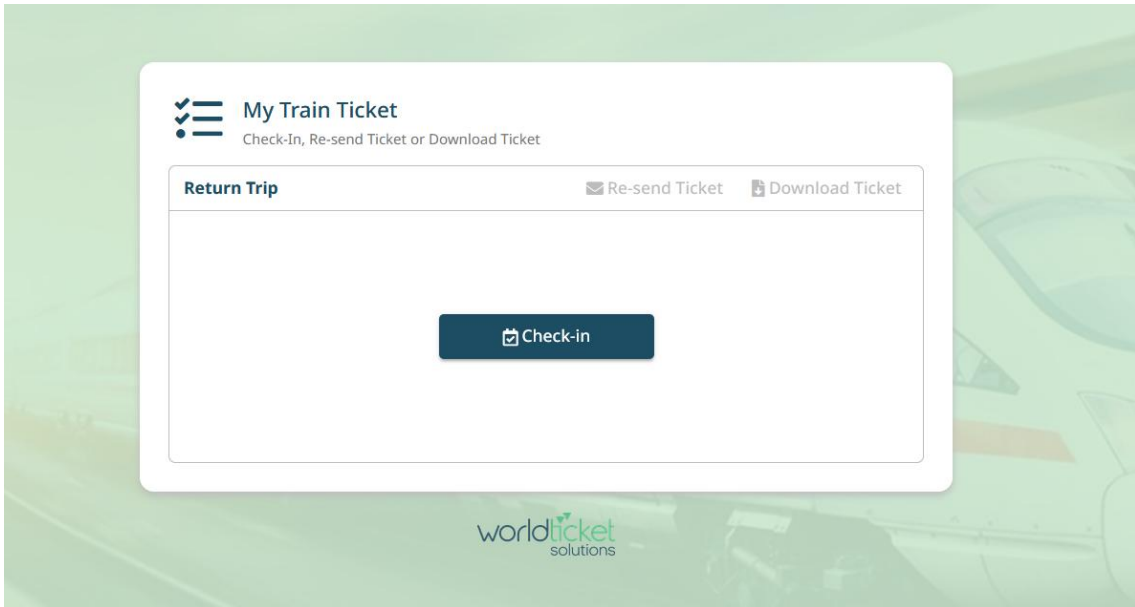 My Train Ticket
Check-In, Re-send Ticket or Download Ticket
Return Trip Re-send Ticket Download Ticket
Check-in
worldticket
solutions